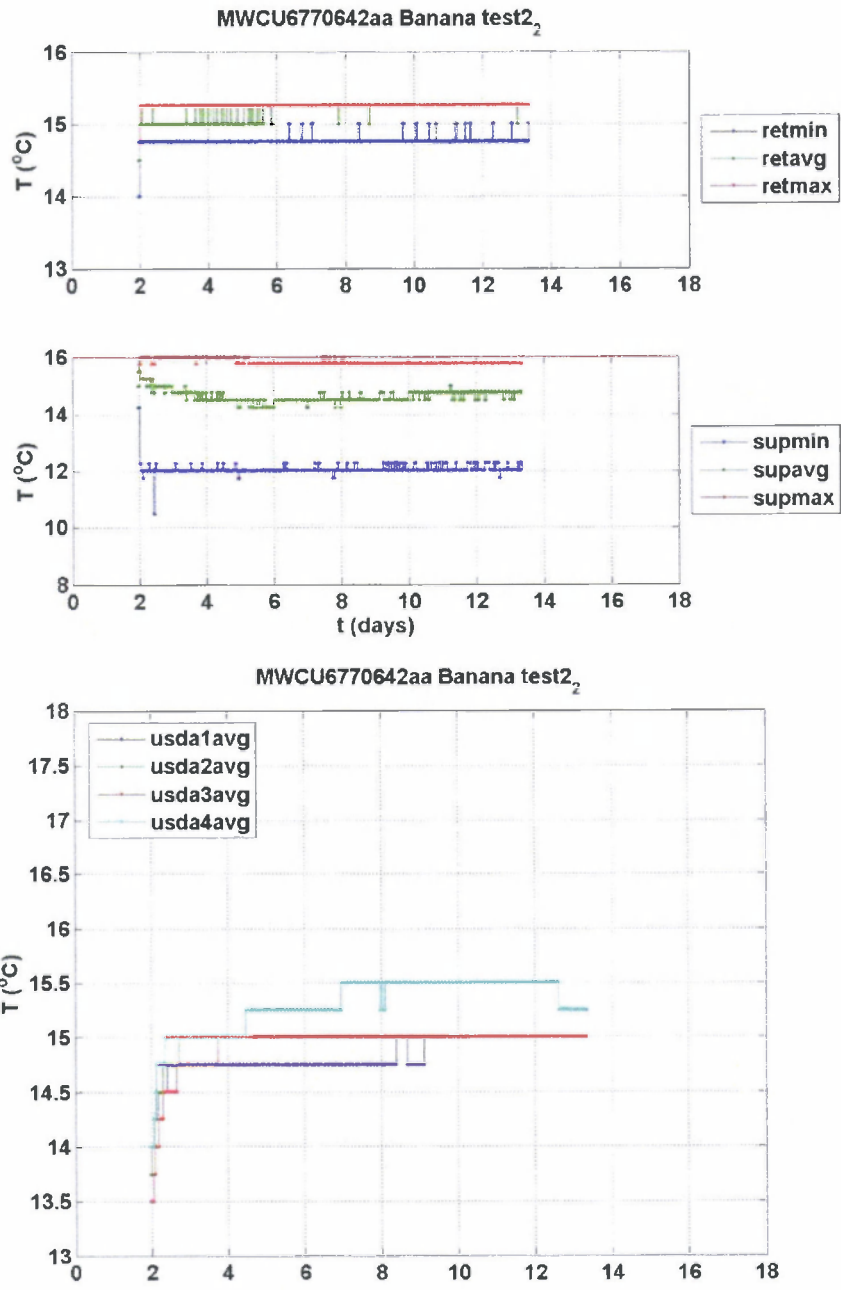 MWCU6770642aa Banana test2₂
16
15
14
13
T (°C)
0 2 4 6 8 10 12 14 16 18
retmin
retavg
retmax
16
14
12
10
8
T (°C)
0 2 4 6 8 10 12 14 16 18
t (days)
supmin
supavg
supmax
MWCU6770642aa Banana test2₂
18
17.5
17
16.5
16
15.5
15
14.5
14
13.5
13
T (°C)
0 2 4 6 8 10 12 14 16 18
usda1avg
usda2avg
usda3avg
usda4avg